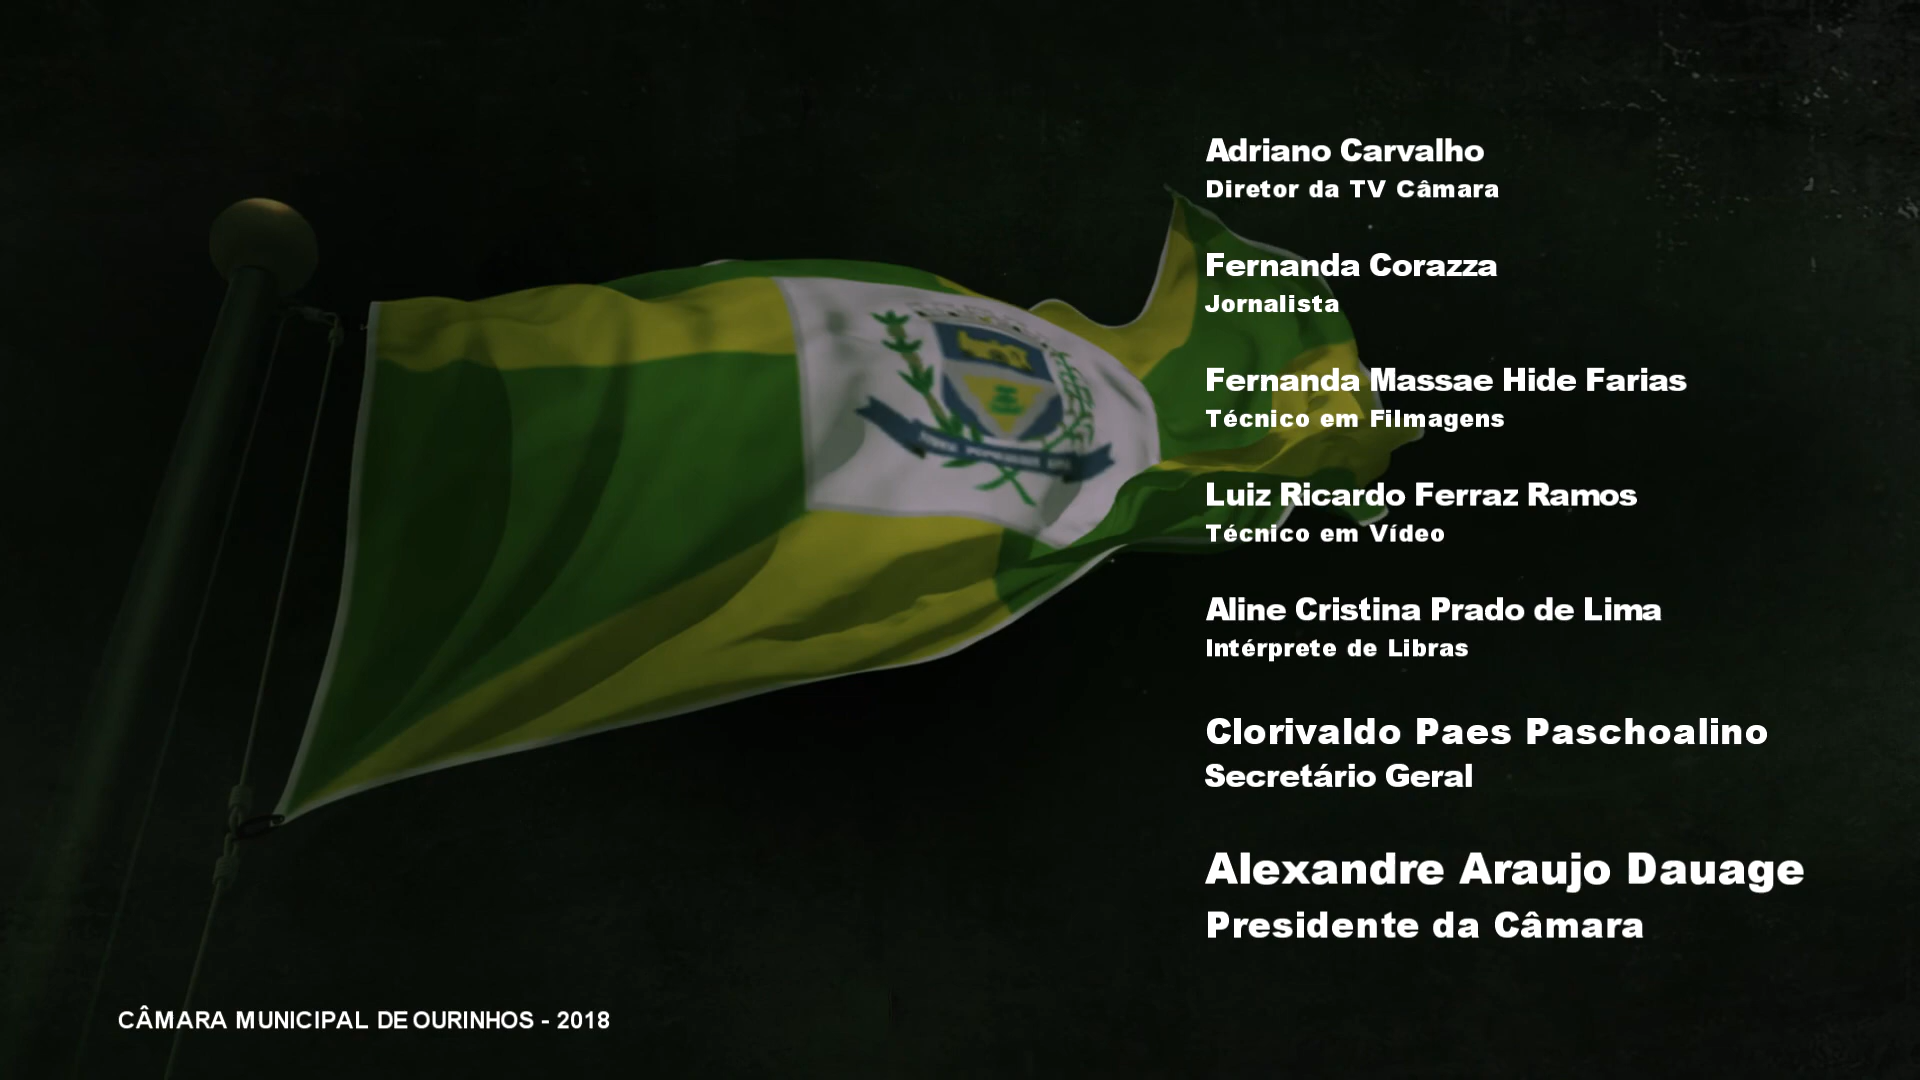 Adriano Carvalho
Diretor da TV Câmara
Fernanda Corazza
Jornalista
Fernanda Massae Hide Farias
Técnico em Filmagens
Luiz Ricardo Ferraz Ramos
Técnico em Vídeo
Aline Cristina Prado de Lima
Intérprete de Libras
Clorivaldo Paes Paschoalino
Secretário Geral
Alexandre Araujo Dauage
Presidente da Câmara
CÂMARA MUNICIPAL DE OURINHOS - 2018